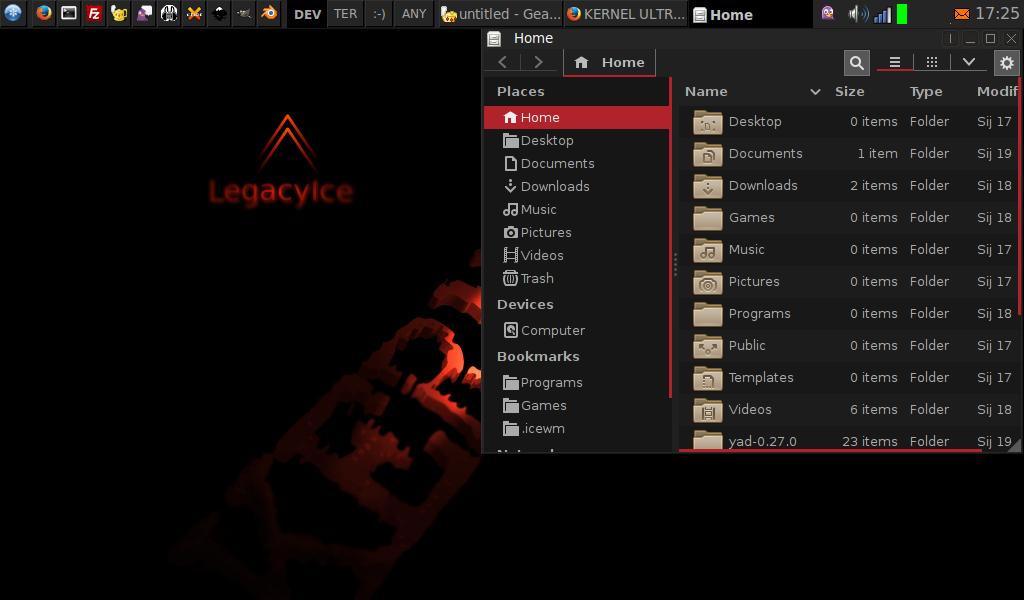 DEV TER :-) ANY untitled - Gea... KERNEL ULTR... Home 17:25
Home
Home
LegacyIce
Places
Home
Desktop
Documents
Downloads
Music
Pictures
Videos
Trash
Devices
Computer
Bookmarks
Programs
Games
.icewm
Name Size Type Modif
Desktop 0 items Folder Sij 17
Documents 1 item Folder Sij 19
Downloads 2 items Folder Sij 18
Games 0 items Folder Sij 18
Music 0 items Folder Sij 17
Pictures 0 items Folder Sij 17
Programs 0 items Folder Sij 18
Public 0 items Folder Sij 17
Templates 0 items Folder Sij 17
Videos 6 items Folder Sij 18
yad-0.27.0 23 items Folder Sij 19